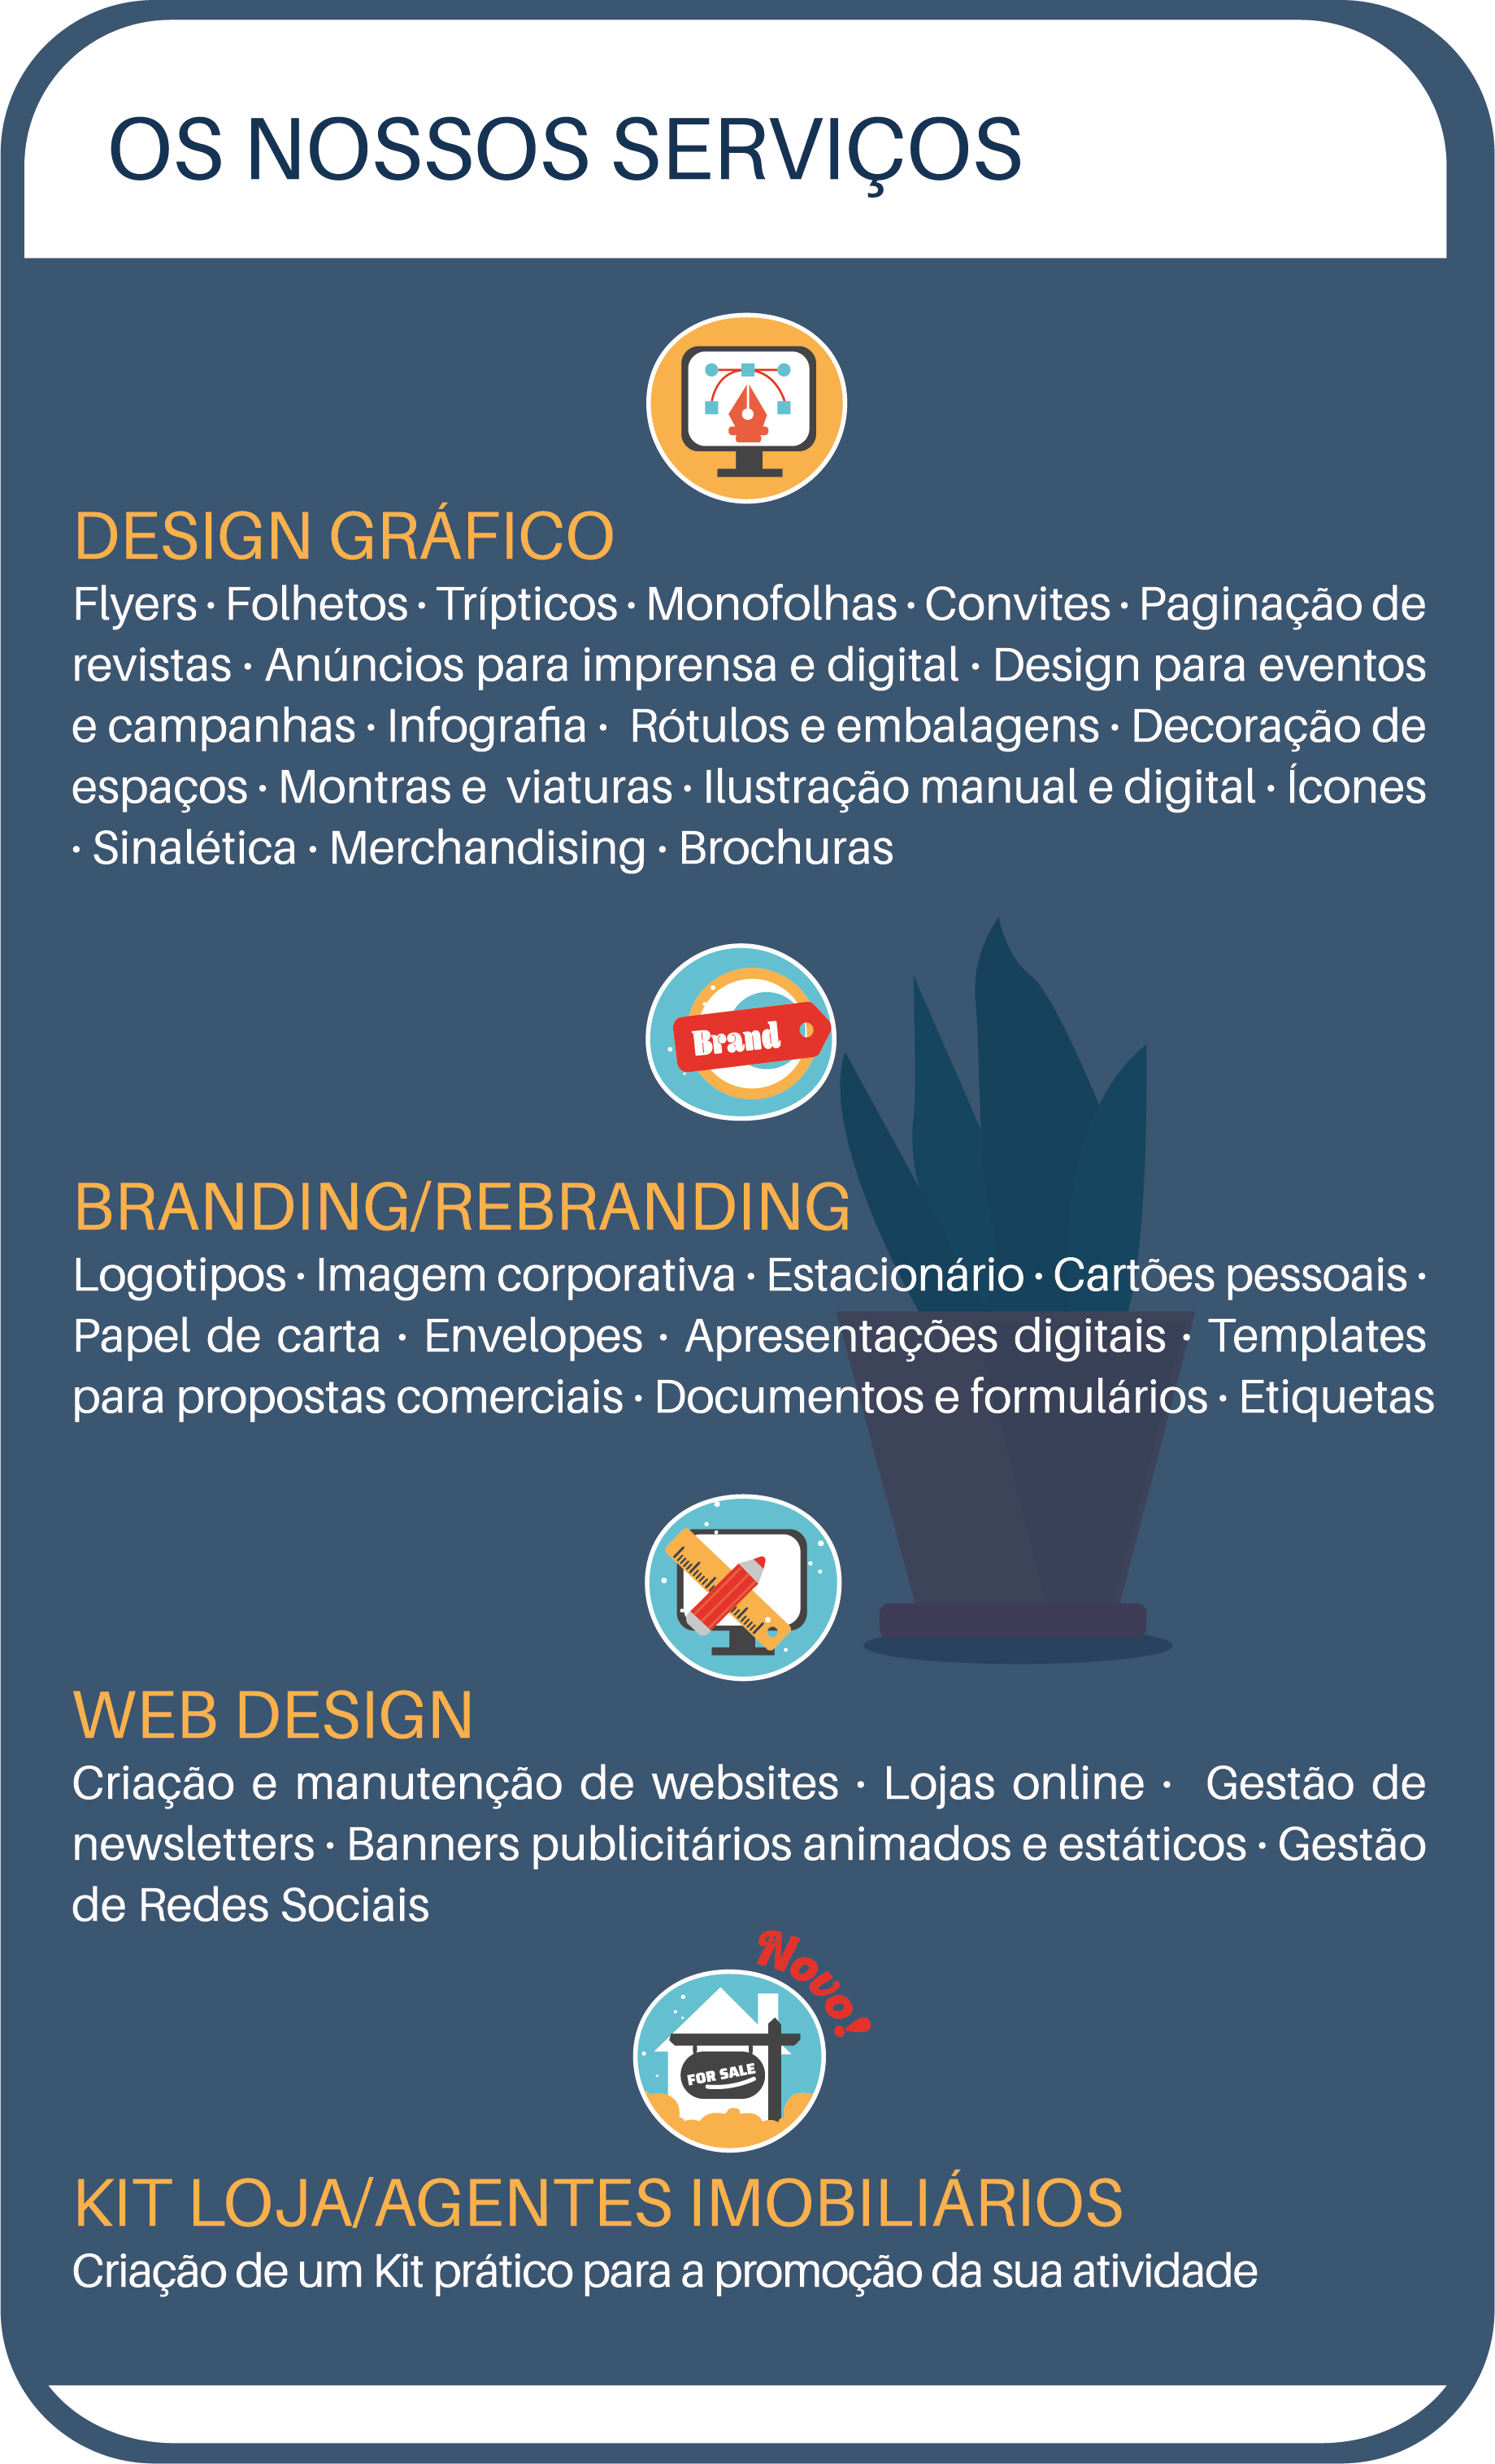 OS NOSSOS SERVIÇOS
DESIGN GRÁFICO
Flyers · Folhetos · Trípticos · Monofolhas · Convites · Paginação de
revistas · Anúncios para imprensa e digital · Design para eventos
e campanhas · Infografia · Rótulos e embalagens · Decoração de
espaços · Montras e viaturas · Ilustração manual e digital · Ícones
· Sinalética · Merchandising · Brochuras
Brand
BRANDING/REBRANDING
Logotipos · Imagem corporativa · Estacionário · Cartões pessoais ·
Papel de carta · Envelopes · Apresentações digitais · Templates
para propostas comerciais · Documentos e formulários · Etiquetas
WEB DESIGN
Criação e manutenção de websites · Lojas online · Gestão de
newsletters · Banners publicitários animados e estáticos · Gestão
de Redes Sociais
Novo!
FOR SALE
KIT LOJA/AGENTES IMOBILIÁRIOS
Criação de um Kit prático para a promoção da sua atividade